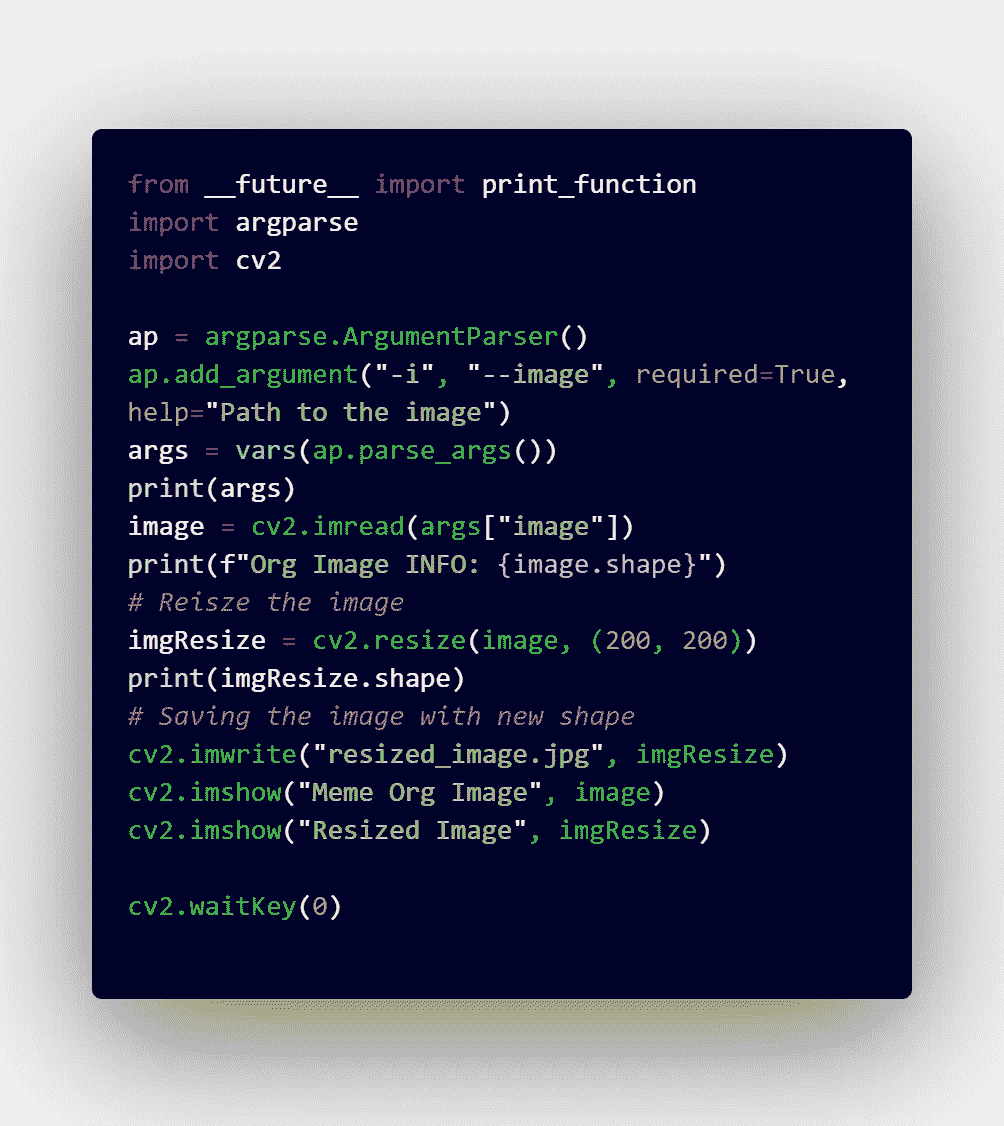 from __future__ import print_function
import argparse
import cv2

ap = argparse.ArgumentParser()
ap.add_argument("-i", "--image", required=True,
help="Path to the image")
args = vars(ap.parse_args())
print(args)
image = cv2.imread(args["image"])
print(f"Org Image INFO: {image.shape}")
# Reisze the image
imgResize = cv2.resize(image, (200, 200))
print(imgResize.shape)
# Saving the image with new shape
cv2.imwrite("resized_image.jpg", imgResize)
cv2.imshow("Meme Org Image", image)
cv2.imshow("Resized Image", imgResize)

cv2.waitKey(0)